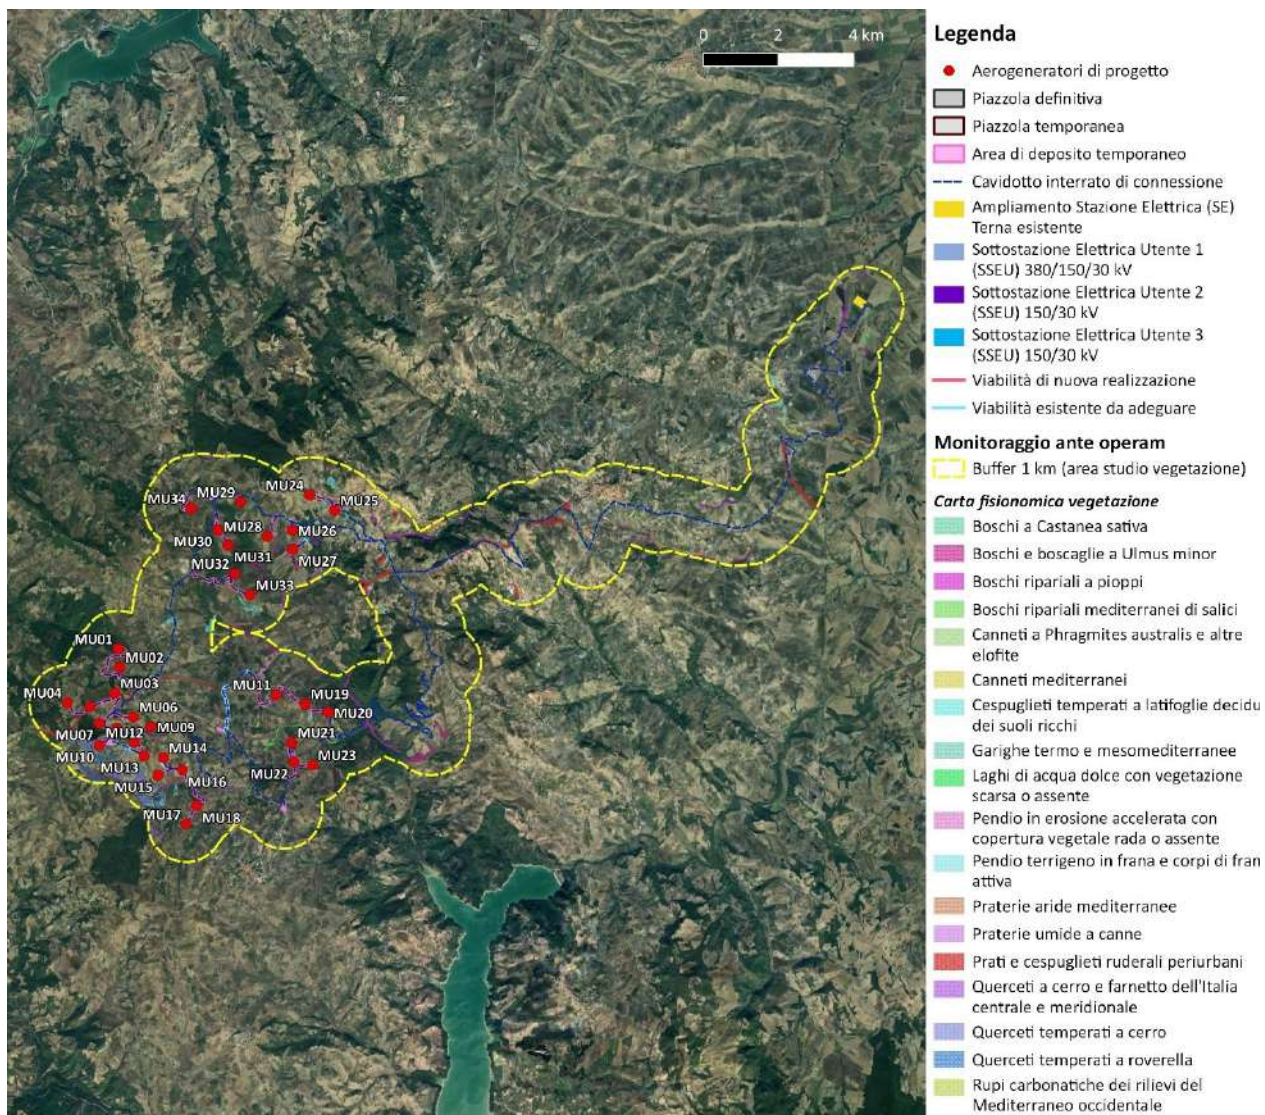 0 2 4 km
MU24
MU29
MU34
MU25
MU28
MU26
MU30
MU31
MU27
MU32
MU33
MU01
MU02
MU03
MU04
MU11
MU19
MU20
MU06
MU09
MU07
MU12
MU21
MU10
MU14
MU13
MU23
MU22
MU16
MU15
MU17
MU18
Legenda
Aerogeneratori di progetto
Piazzola definitiva
Piazzola temporanea
Area di deposito temporaneo
Cavidotto interrato di connessione
Ampliamento Stazione Elettrica (SE)
Terna esistente
Sottostazione Elettrica Utente 1
(SSEU) 380/150/30 kV
Sottostazione Elettrica Utente 2
(SSEU) 150/30 kV
Sottostazione Elettrica Utente 3
(SSEU) 150/30 kV
Viabilità di nuova realizzazione
Viabilità esistente da adeguare
Monitoraggio ante operam
Buffer 1 km (area studio vegetazione)
Carta fisionomica vegetazione
Boschi a Castanea sativa
Boschi e boscaglie a Ulmus minor
Boschi ripariali a pioppi
Boschi ripariali mediterranei di salici
Canneti a Phragmites australis e altre
elofite
Canneti mediterranei
Cespuglieti temperati a latifoglie decidu
dei suoli ricchi
Garighe termo e mesomediterranee
Laghi di acqua dolce con vegetazione
scarsa o assente
Pendio in erosione accelerata con
copertura vegetale rada o assente
Pendio terrigeno in frana e corpi di fran
attiva
Praterie aride mediterranee
Praterie umide a canne
Prati e cespuglieti ruderali periurbani
Querceti a cerro e farnetto dell'Italia
centrale e meridionale
Querceti temperati a cerro
Querceti temperati a roverella
Rupi carbonatiche dei rilievi del
Mediterraneo occidentale